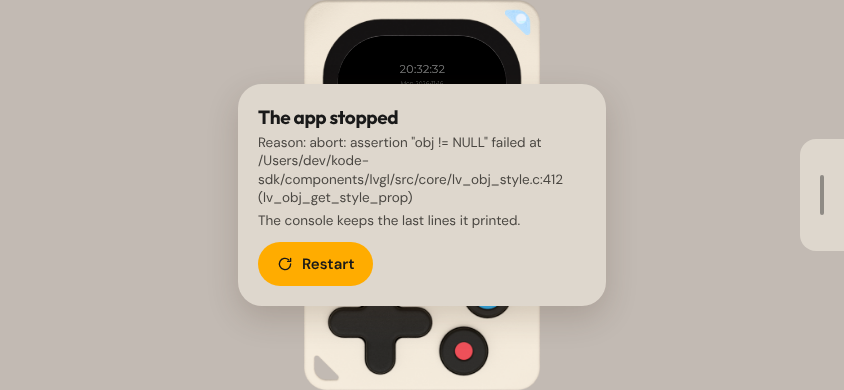 20:32:32
The app stopped
Reason: abort: assertion "obj != NULL" failed at
/Users/dev/kode-
sdk/components/lvgl/src/core/lv_obj_style.c:412
(lv_obj_get_style_prop)
The console keeps the last lines it printed.
Restart